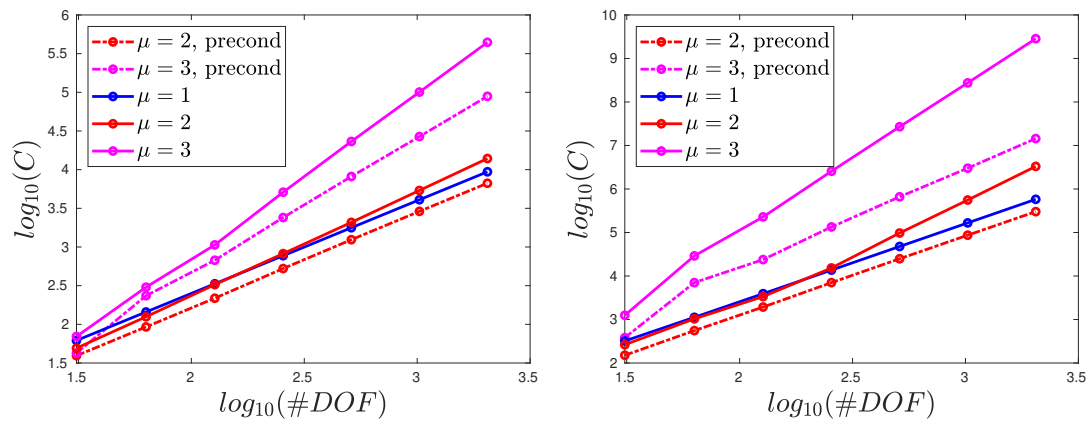 6
5.5
5
4.5
4
3.5
3
2.5
2
1.5
1.5
2
2.5
3
3.5
log₁₀(C)
log₁₀(#DOF)
μ = 2, precond
μ = 3, precond
μ = 1
μ = 2
μ = 3
10
9
8
7
6
5
4
3
2
1.5
2
2.5
3
3.5
log₁₀(C)
log₁₀(#DOF)
μ = 2, precond
μ = 3, precond
μ = 1
μ = 2
μ = 3